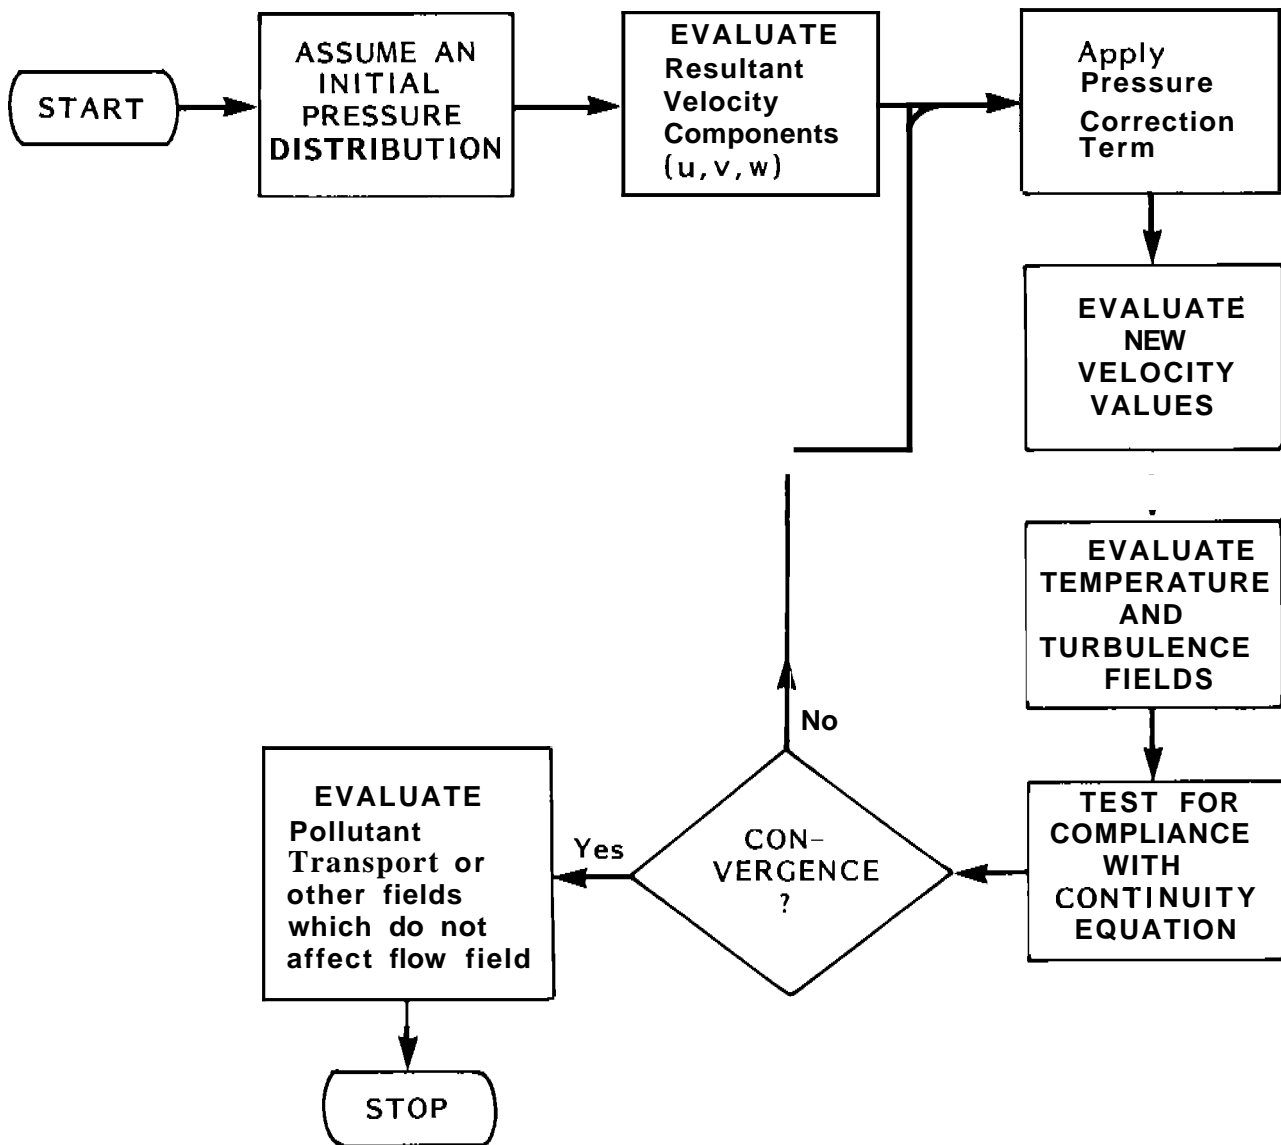 START
ASSUME AN
INITIAL
PRESSURE
DISTRIBUTION
EVALUATE
Resultant
Velocity
Components
(u,v,w)
Apply
Pressure
Correction
Term
EVALUATE
NEW
VELOCITY
VALUES
EVALUATE
TEMPERATURE
AND
TURBULENCE
FIELDS
TEST FOR
COMPLIANCE
WITH
CONTINUITY
EQUATION
CON-
VERGENCE
?
No
Yes
EVALUATE
Pollutant
Transport or
other fields
which do not
affect flow field
STOP